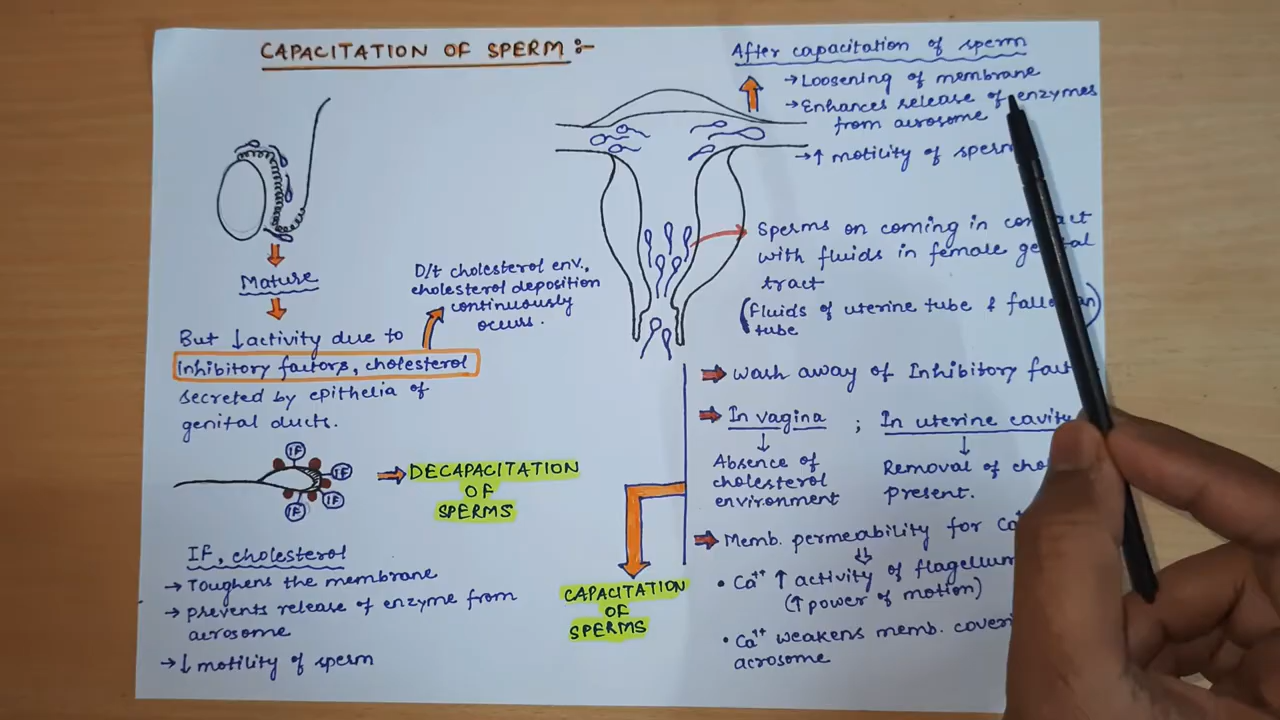 CAPACITATION OF SPERM :-
Mature
But ↓activity due to
Inhibitory factors, cholesterol
secreted by epithelia of
genital ducts.
D/t cholesterol env.,
cholesterol deposition
continuously
occurs.
IF
IF
IF
IF
DECAPACITATION
OF
SPERMS
IF, cholesterol
→ Toughens the membrane
→ prevents release of enzyme from
acrosome
→ ↓ motility of sperm
After capacitation of sperm
→ Loosening of membrane
→ Enhances release of enzymes
from acrosome
→ ↑ motility of sperm
Sperms on coming in contact
with fluids in female
tract
(Fluids of uterine tube &
tube
→ wash away of Inhibitory
→ In vagina ; In uterine cavity
Absence of
cholesterol
environment
Removal of
present.
→ Memb. permeability for
• Ca++ ↑ activity of flagellum
(↑ power of motion)
• Ca++ weakens memb.
acrosome
CAPACITATION
OF
SPERMS